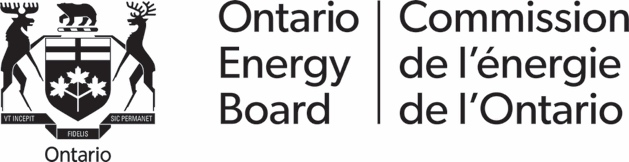 VT INCEPIT
FIDELIS
SIC PERMANET
Ontario
Ontario
Energy
Board
Commission
de l'énergie
de l'Ontario